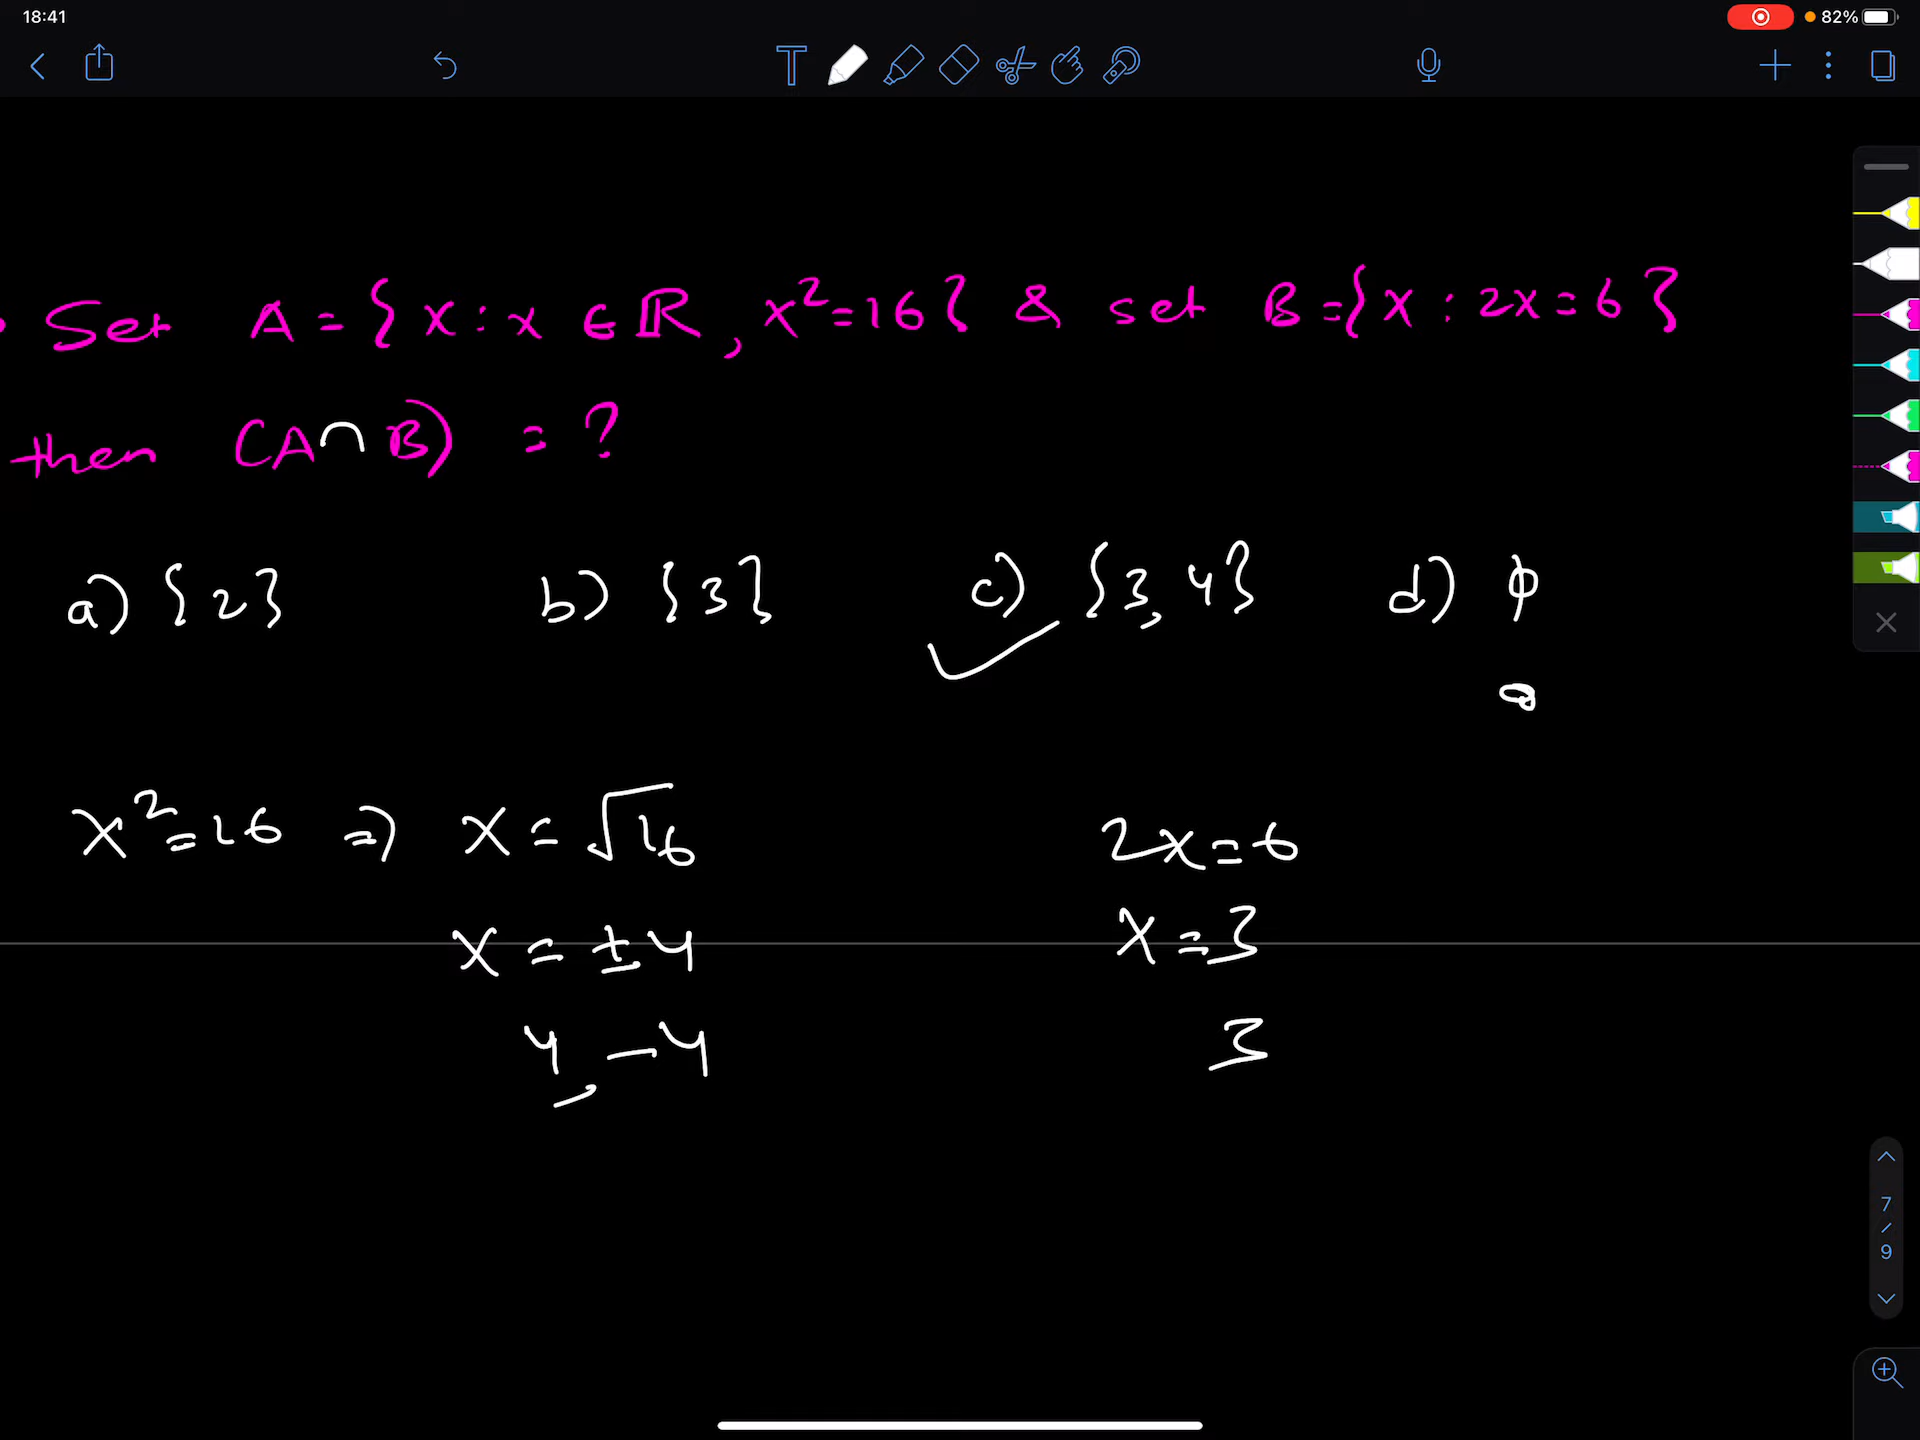 18:41
82%
Set A = { x : x ∈ ℝ, x² = 16 } & set B = { x : 2x = 6 }
then (A ∩ B) = ?
a) {2} b) {3} c) {3, 4} d) φ
x² = 16 ⇒ x = √16
2x = 6
x = ±4
x = 3
4, -4
3
7
/
9